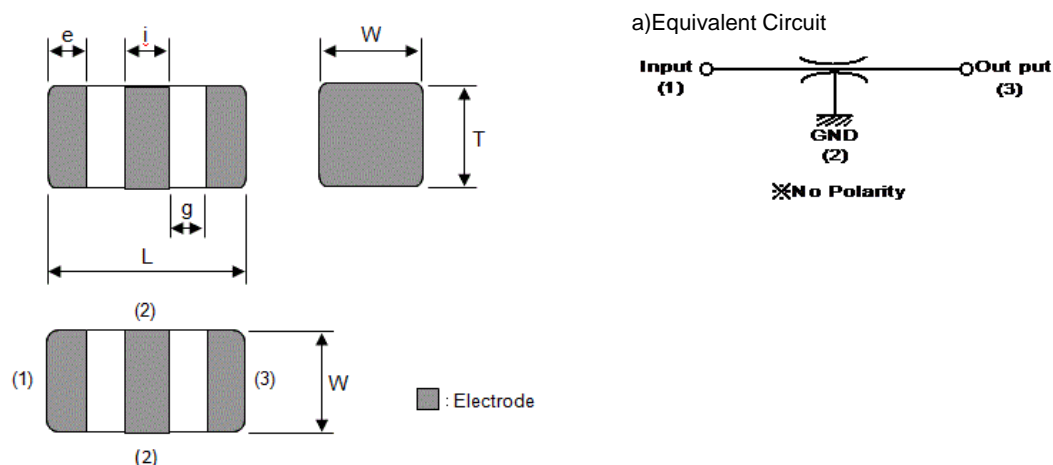 e
i
W
T
g
L
(2)
(1)
(3)
W
(2)
: Electrode
a)Equivalent Circuit
Input
(1)
Out put
(3)
GND
(2)
※No Polarity